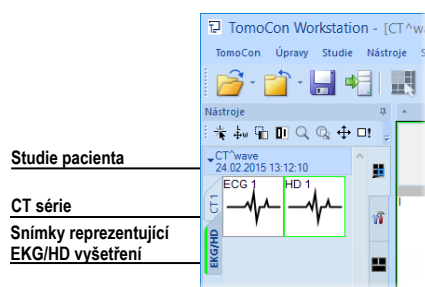 TomoCon Workstation - [CT^wa
TomoCon Úpravy Studie Nástroje S
Nástroje
Studie pacienta
CT^wave
24.02.2015 13:12:10
ECG 1 HD 1
CT 1
CT série
Snímky reprezentující
EKG/HD vyšetření
EKG/HD